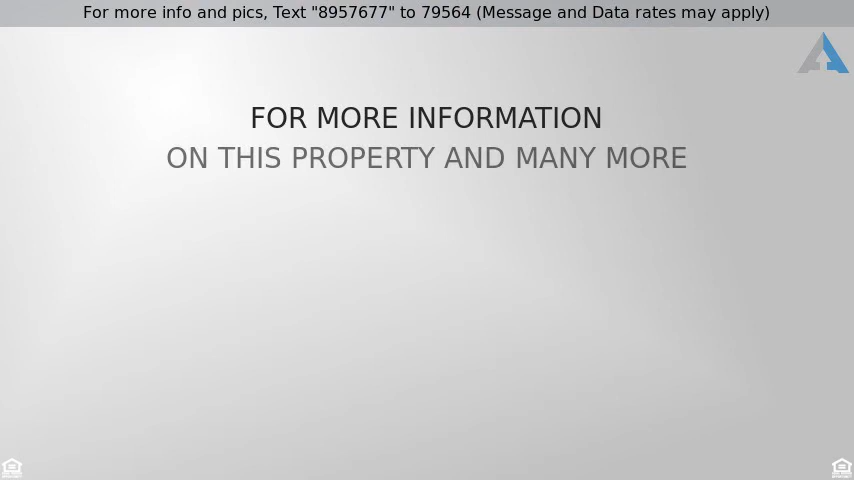 For more info and pics, Text "8957677" to 79564 (Message and Data rates may apply)
FOR MORE INFORMATION
ON THIS PROPERTY AND MANY MORE